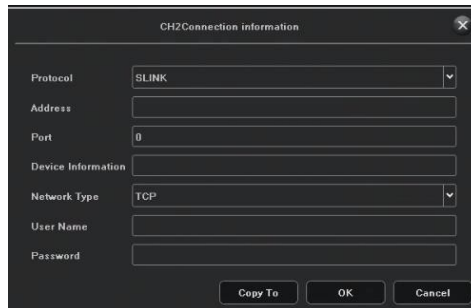 CH2Connection information
Protocol SLINK
Address
Port 0
Device Information
Network Type TCP
User Name
Password
Copy To OK Cancel